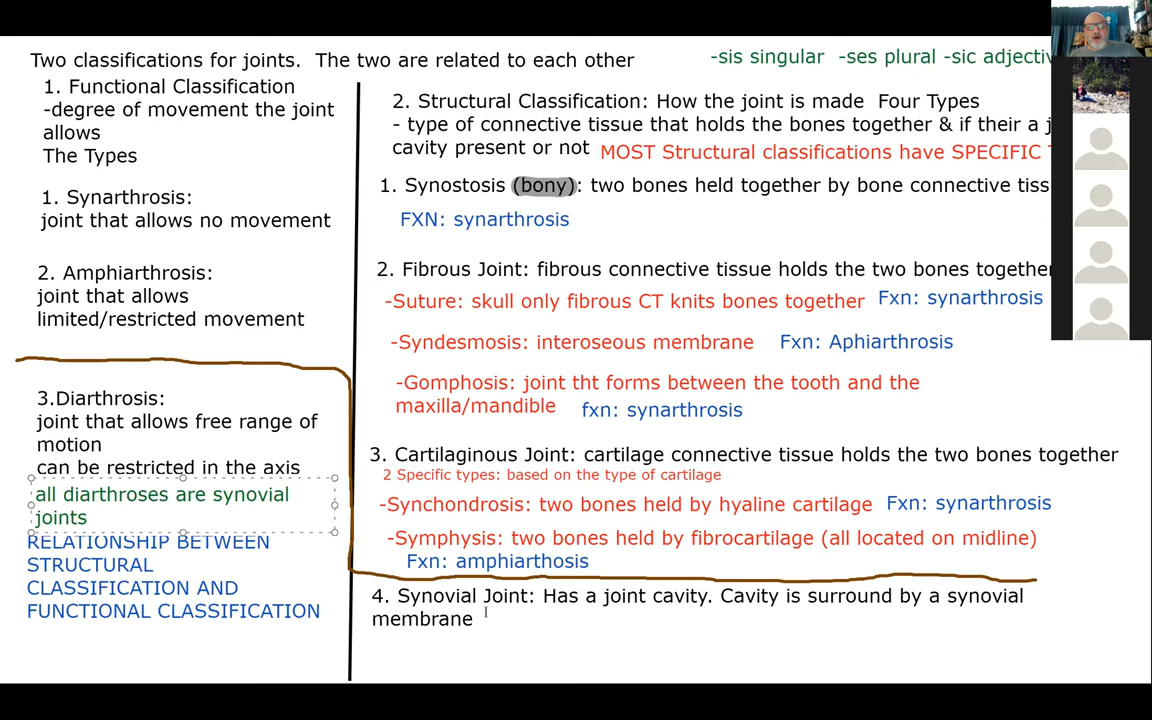 Two classifications for joints.  The two are related to each other
-sis singular  -ses plural -sic adjectiv
1. Functional Classification
-degree of movement the joint
allows
The Types
1. Synarthrosis:
joint that allows no movement
2. Amphiarthrosis:
joint that allows
limited/restricted movement
3.Diarthrosis:
joint that allows free range of
motion
can be restricted in the axis
all diarthroses are synovial
joints
RELATIONSHIP BETWEEN
STRUCTURAL
CLASSIFICATION AND
FUNCTIONAL CLASSIFICATION
2. Structural Classification: How the joint is made  Four Types
- type of connective tissue that holds the bones together & if their a j
cavity present or not
MOST Structural classifications have SPECIFIC
1. Synostosis (bony): two bones held together by bone connective tiss
FXN: synarthrosis
2. Fibrous Joint: fibrous connective tissue holds the two bones together
-Suture: skull only fibrous CT knits bones together
Fxn: synarthrosis
-Syndesmosis: interoseous membrane
Fxn: Aphiarthrosis
-Gomphosis: joint tht forms between the tooth and the
maxilla/mandible
fxn: synarthrosis
3. Cartilaginous Joint: cartilage connective tissue holds the two bones together
2 Specific types: based on the type of cartilage
-Synchondrosis: two bones held by hyaline cartilage
Fxn: synarthrosis
-Symphysis: two bones held by fibrocartilage (all located on midline)
Fxn: amphiarthosis
4. Synovial Joint: Has a joint cavity. Cavity is surround by a synovial
membrane